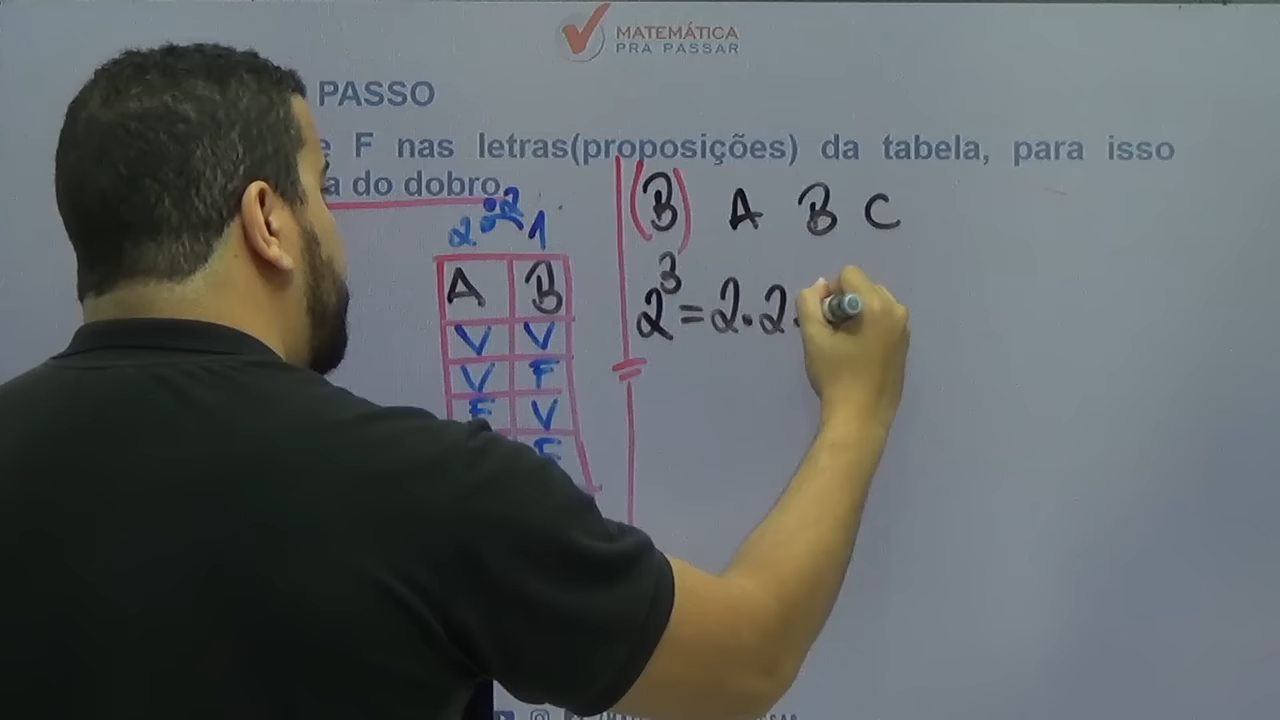 MATEMÁTICA
PRA PASSAR
PASSO
e F nas letras(proposições) da tabela, para isso
a do dobro
2 2 1
A B
V V
V F
F V
F
(B) A B C
2³ = 2.2.